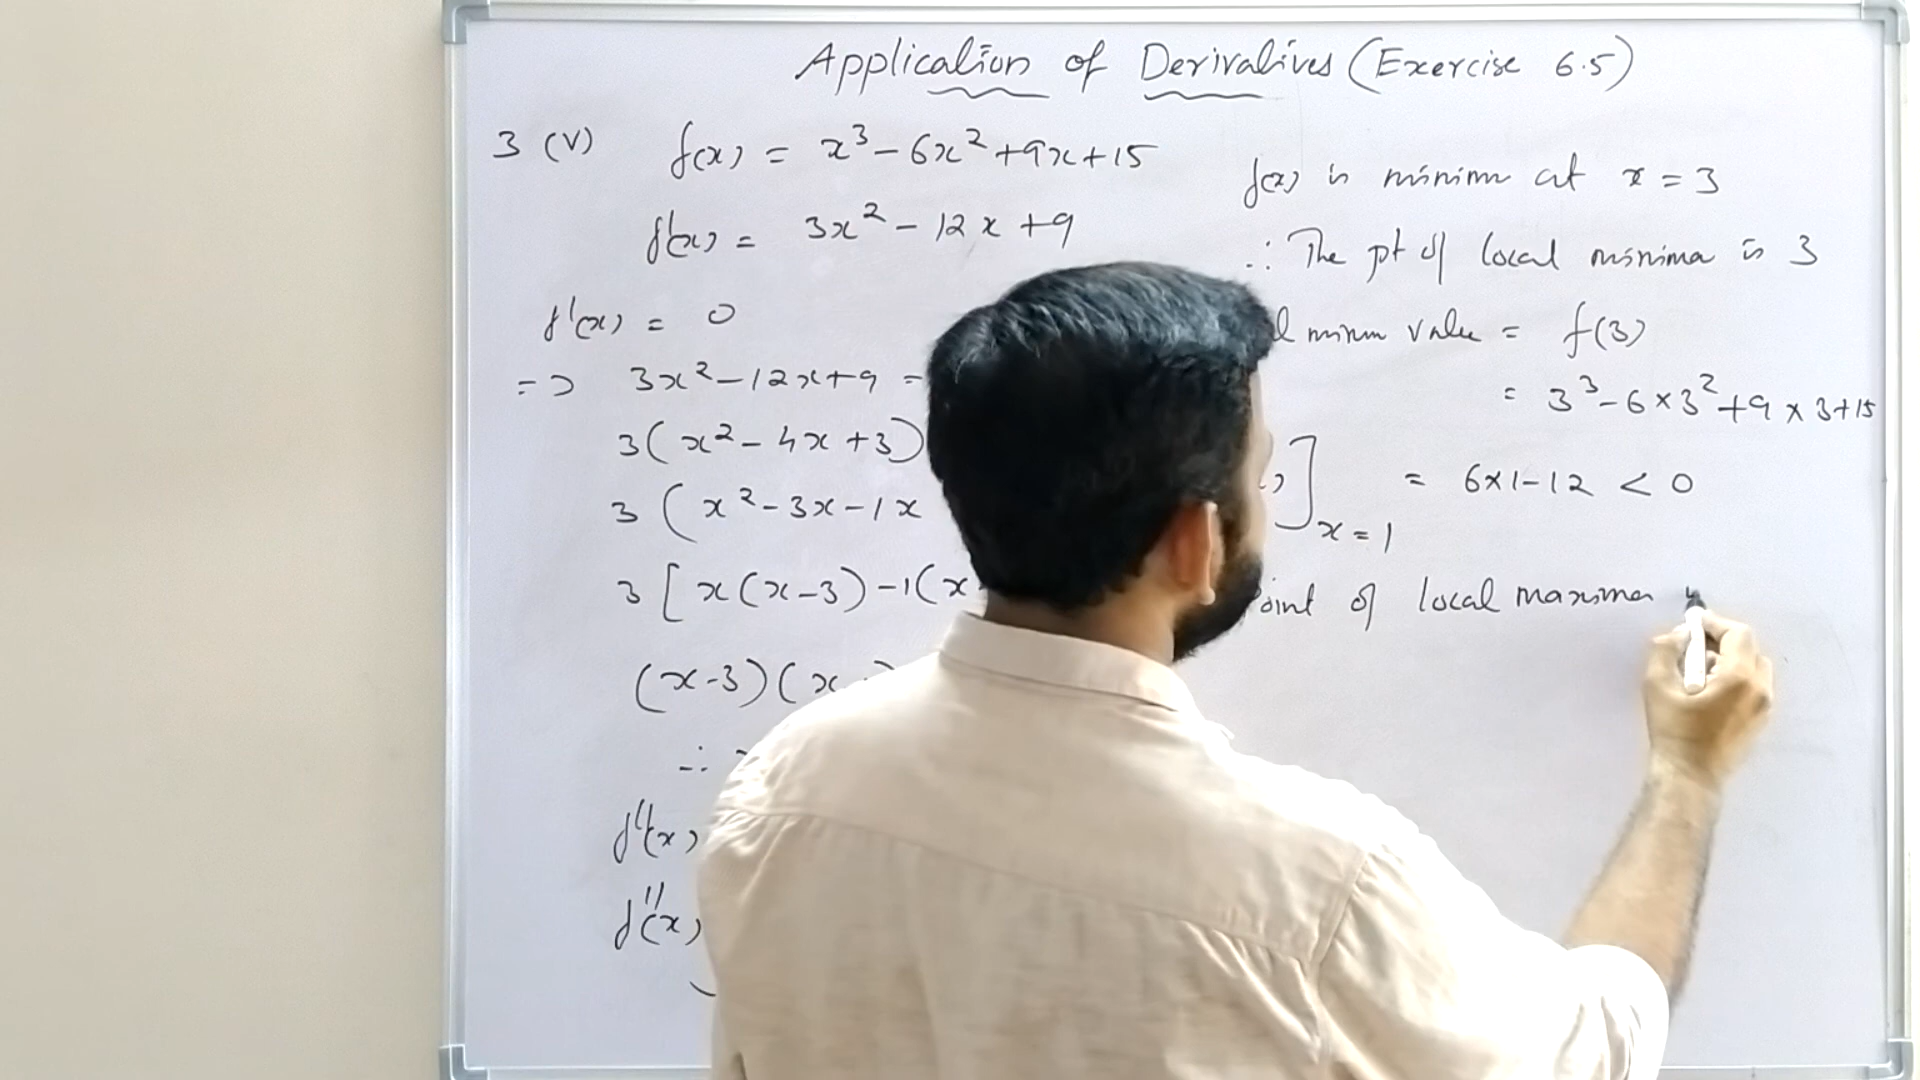 Application of Derivatives (Exercise 6.5)
3 (v) f(x) = x³ - 6x² + 9x + 15
f'(x) = 3x² - 12x + 9
f'(x) = 0
=> 3x² - 12x + 9 =
3(x² - 4x + 3)
3(x² - 3x - 1x
3[x(x-3) - 1(x
(x-3)(x
∴
f'(x)
f''(x)
f(x) is minim at x = 3
∴ The pt of local minima is 3
l minm value = f(3)
= 3³ - 6 × 3² + 9 × 3 + 15
]x=1 = 6×1-12 < 0
oint of local maxima